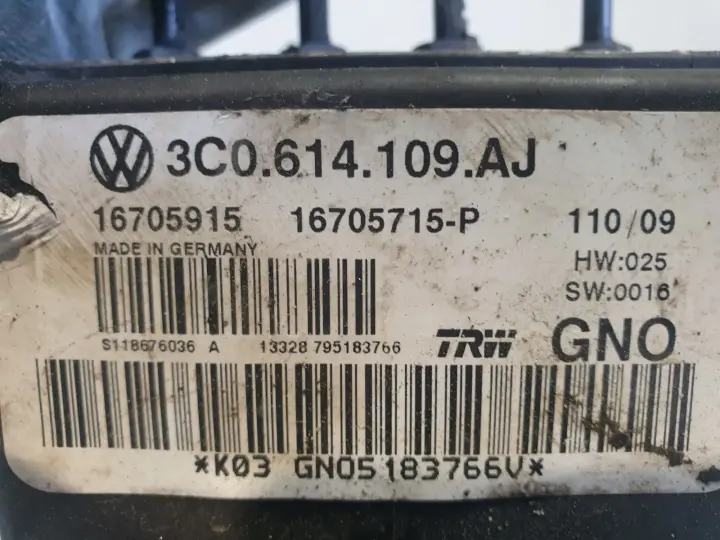 3C0.614.109.AJ
16705915 16705715-P 110/09
MADE IN GERMANY HW:025
SW:0016
S118676036 A 13328 795183766 TRW GNO
*K03 GNO5183766V*